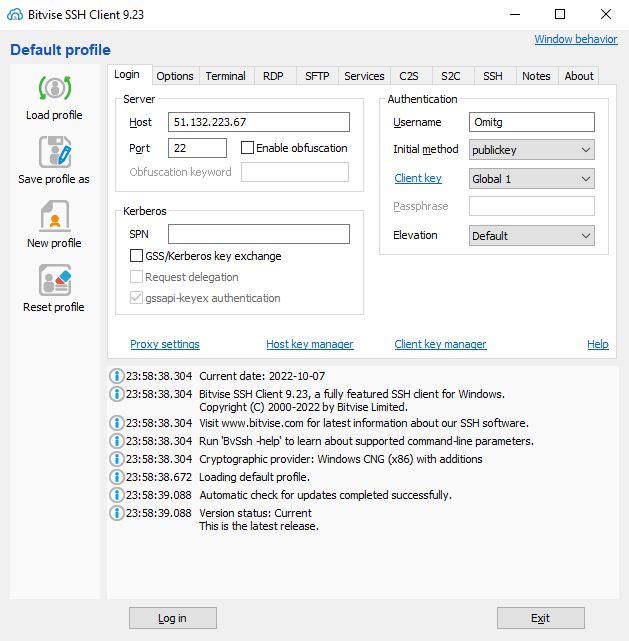 Bitvise SSH Client 9.23
Default profile
Window behavior
Load profile
Save profile as
New profile
Reset profile
Login Options Terminal RDP SFTP Services C2S S2C SSH Notes About
Server
Host 51.132.223.67
Port 22 Enable obfuscation
Obfuscation keyword
Kerberos
SPN
GSS/Kerberos key exchange
Request delegation
gssapi-keyex authentication
Authentication
Username Omitg
Initial method publickey
Client key Global 1
Passphrase
Elevation Default
Proxy settings Host key manager Client key manager Help
23:58:38.304 Current date: 2022-10-07
23:58:38.304 Bitvise SSH Client 9.23, a fully featured SSH client for Windows.
Copyright (C) 2000-2022 by Bitvise Limited.
23:58:38.304 Visit www.bitvise.com for latest information about our SSH software.
23:58:38.304 Run 'BvSsh -help' to learn about supported command-line parameters.
23:58:38.304 Cryptographic provider: Windows CNG (x86) with additions
23:58:38.672 Loading default profile.
23:58:39.088 Automatic check for updates completed successfully.
23:58:39.088 Version status: Current
This is the latest release.
Log in Exit